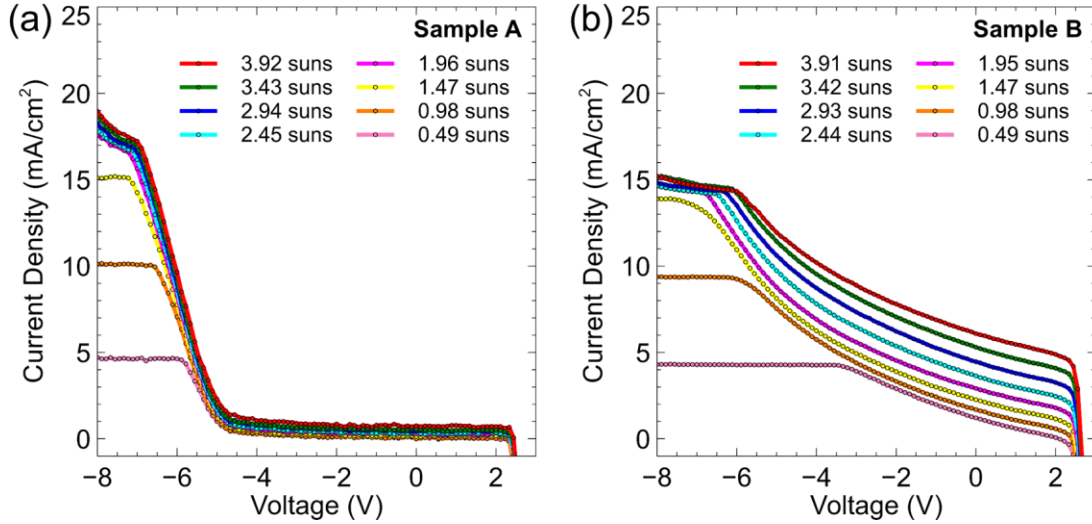 (a)
Sample A
3.92 suns 1.96 suns
3.43 suns 1.47 suns
2.94 suns 0.98 suns
2.45 suns 0.49 suns
25
20
15
10
5
0
Current Density (mA/cm²)
−8 −6 −4 −2 0 2
Voltage (V)
(b)
Sample B
3.91 suns 1.95 suns
3.42 suns 1.47 suns
2.93 suns 0.98 suns
2.44 suns 0.49 suns
25
20
15
10
5
0
Current Density (mA/cm²)
−8 −6 −4 −2 0 2
Voltage (V)